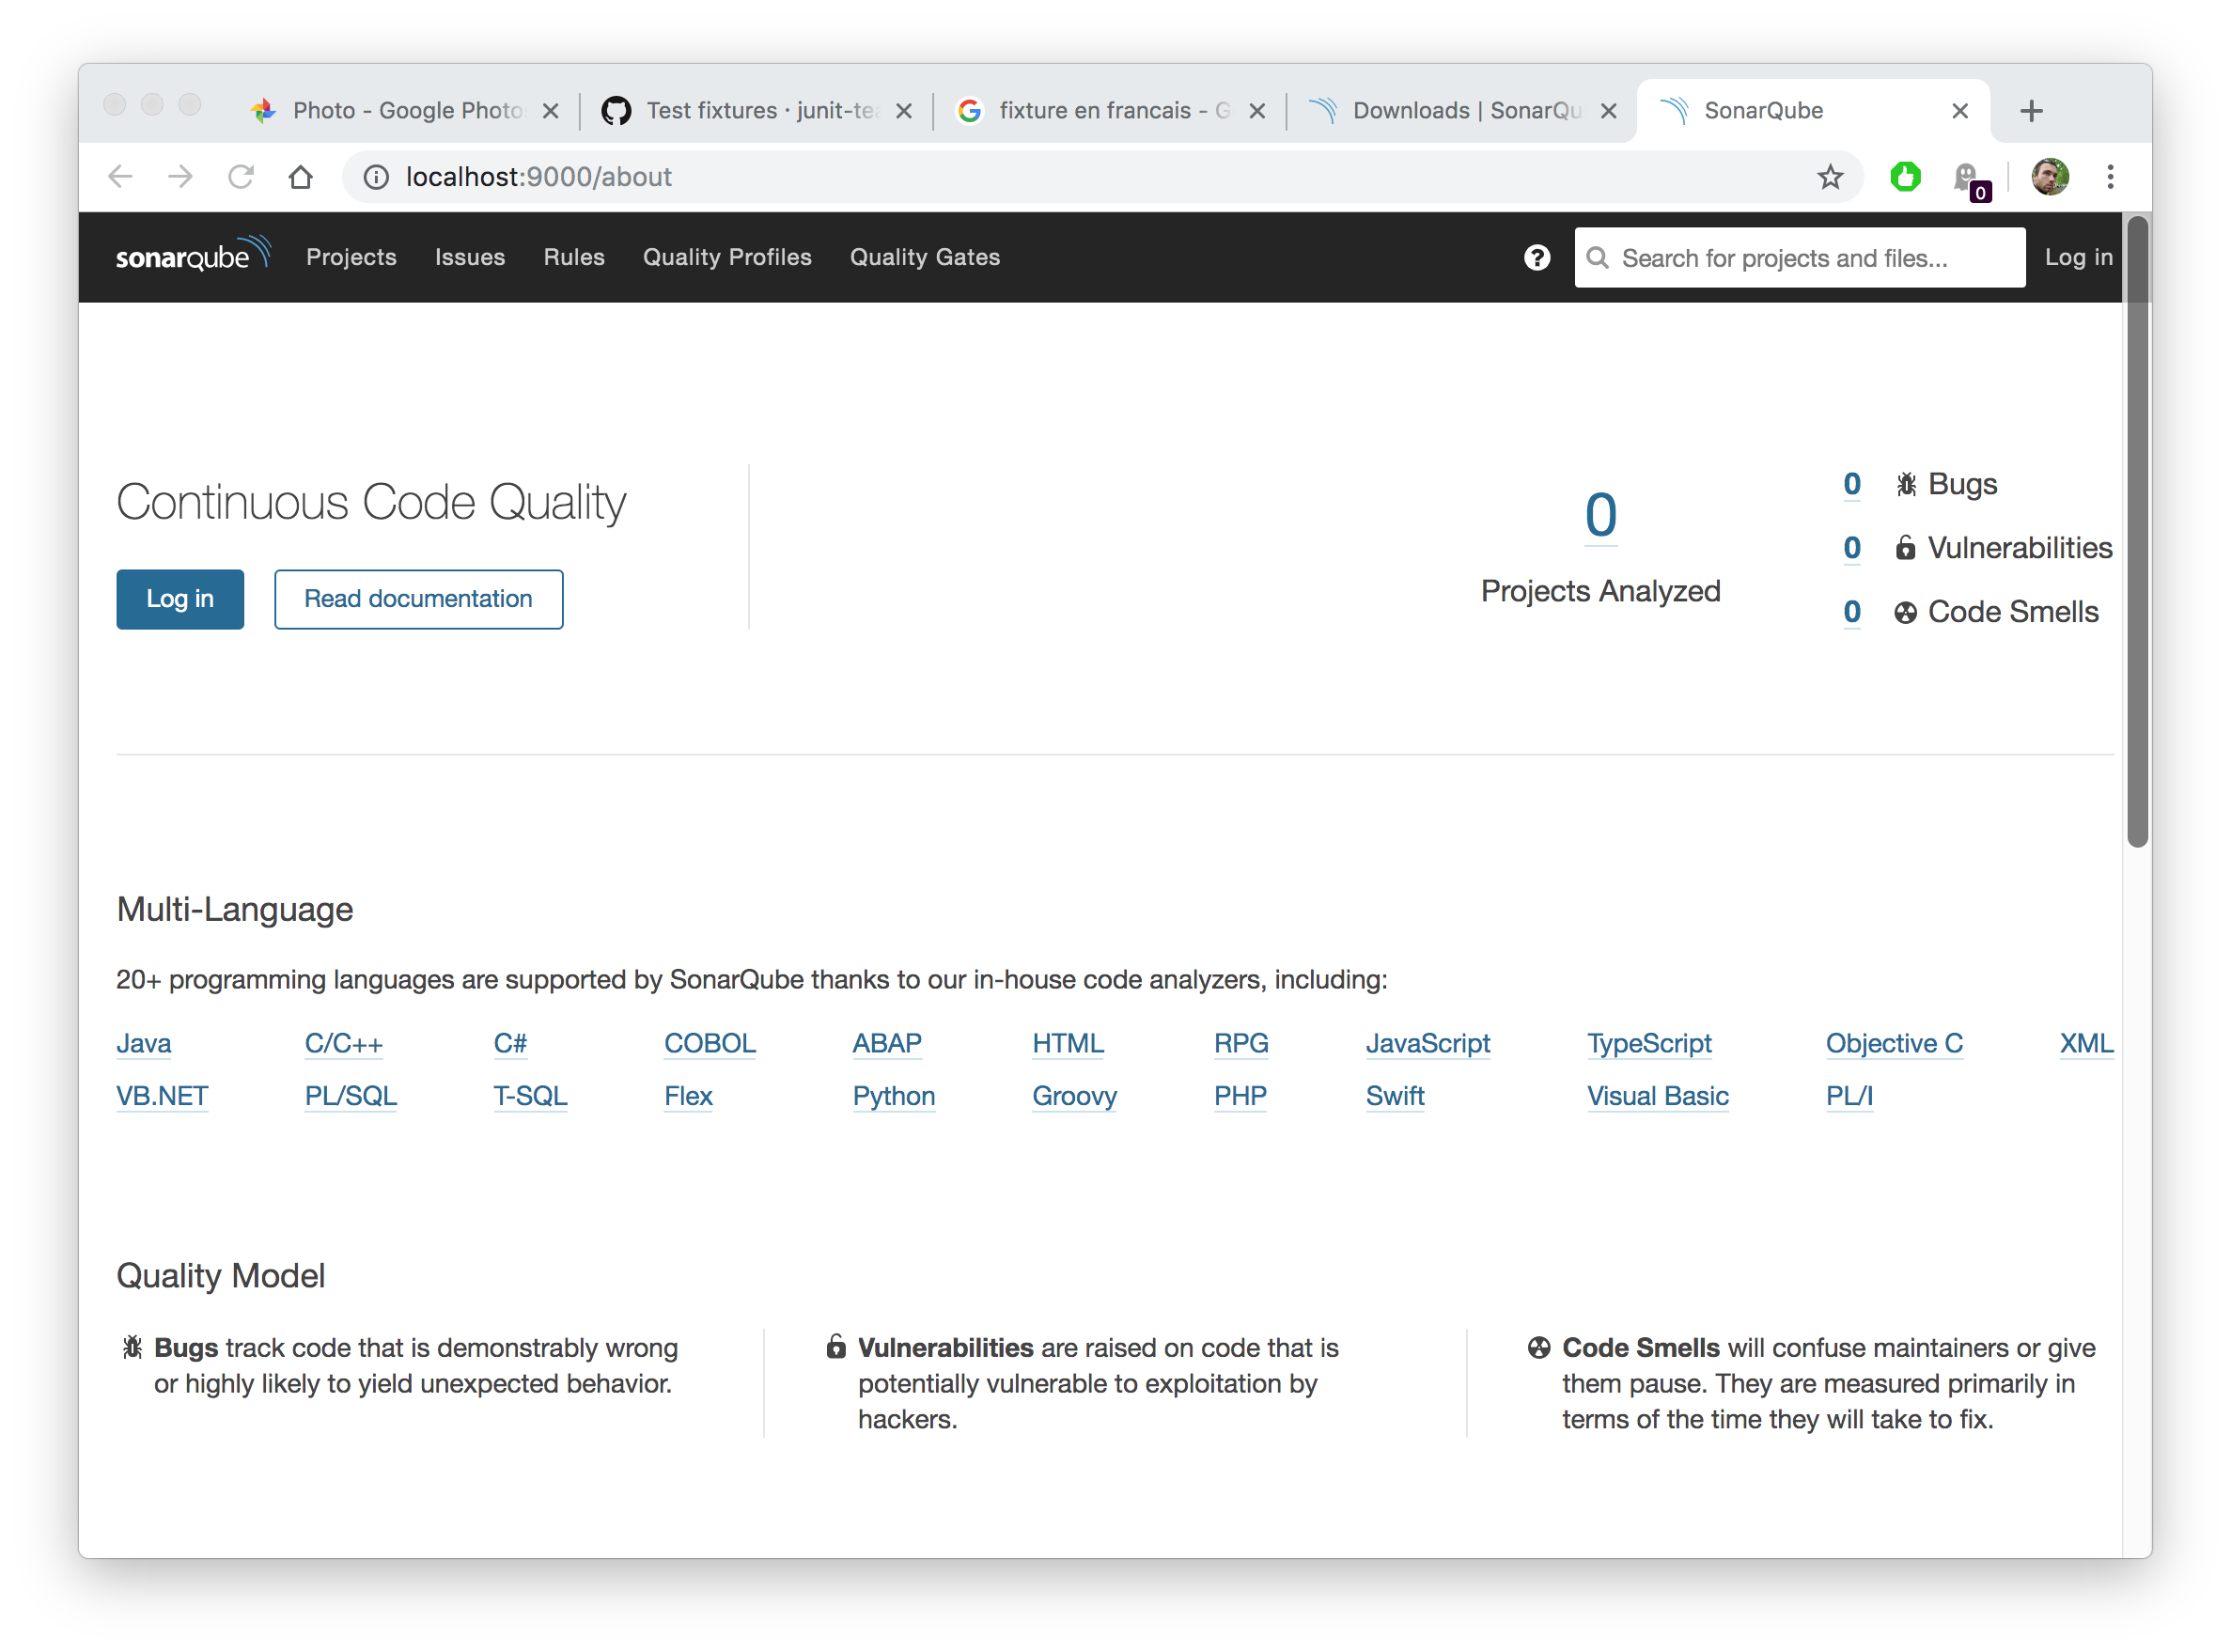 Photo - Google Photo
Test fixtures · junit-te
fixture en francais - G
Downloads | SonarQu
SonarQube
localhost:9000/about
0
sonarqube
Projects
Issues
Rules
Quality Profiles
Quality Gates
?
Search for projects and files...
Log in
Continuous Code Quality
Log in
Read documentation
0
Projects Analyzed
0 Bugs
0 Vulnerabilities
0 Code Smells
Multi-Language
20+ programming languages are supported by SonarQube thanks to our in-house code analyzers, including:
Java C/C++ C# COBOL ABAP HTML RPG JavaScript TypeScript Objective C XML
VB.NET PL/SQL T-SQL Flex Python Groovy PHP Swift Visual Basic PL/I
Quality Model
Bugs track code that is demonstrably wrong
or highly likely to yield unexpected behavior.
Vulnerabilities are raised on code that is
potentially vulnerable to exploitation by
hackers.
Code Smells will confuse maintainers or give
them pause. They are measured primarily in
terms of the time they will take to fix.